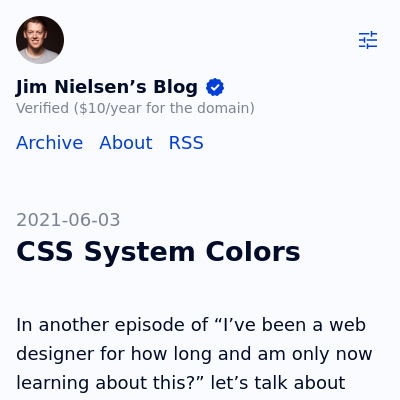 Jim Nielsen’s Blog
Verified ($10/year for the domain)
Archive About RSS
2021-06-03
CSS System Colors
In another episode of “I’ve been a web
designer for how long and am only now
learning about this?” let’s talk about